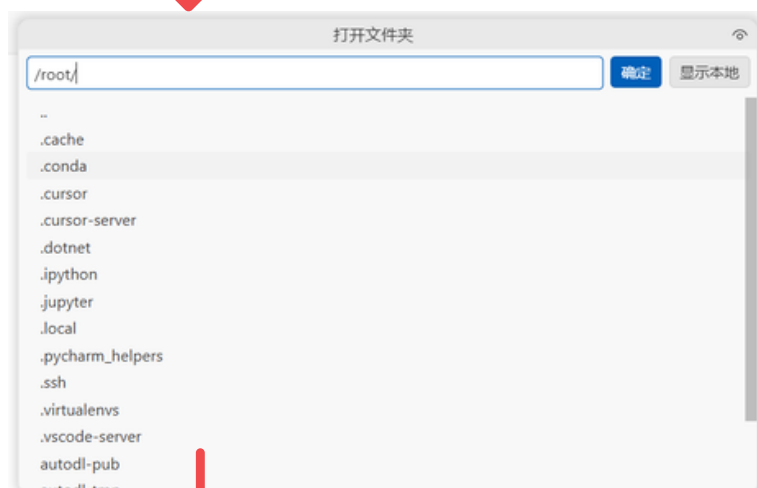 打开文件夹
/root/
确定
显示本地
..
.cache
.conda
.cursor
.cursor-server
.dotnet
.ipython
.jupyter
.local
.pycharm_helpers
.ssh
.virtualenvs
.vscode-server
autodl-pub